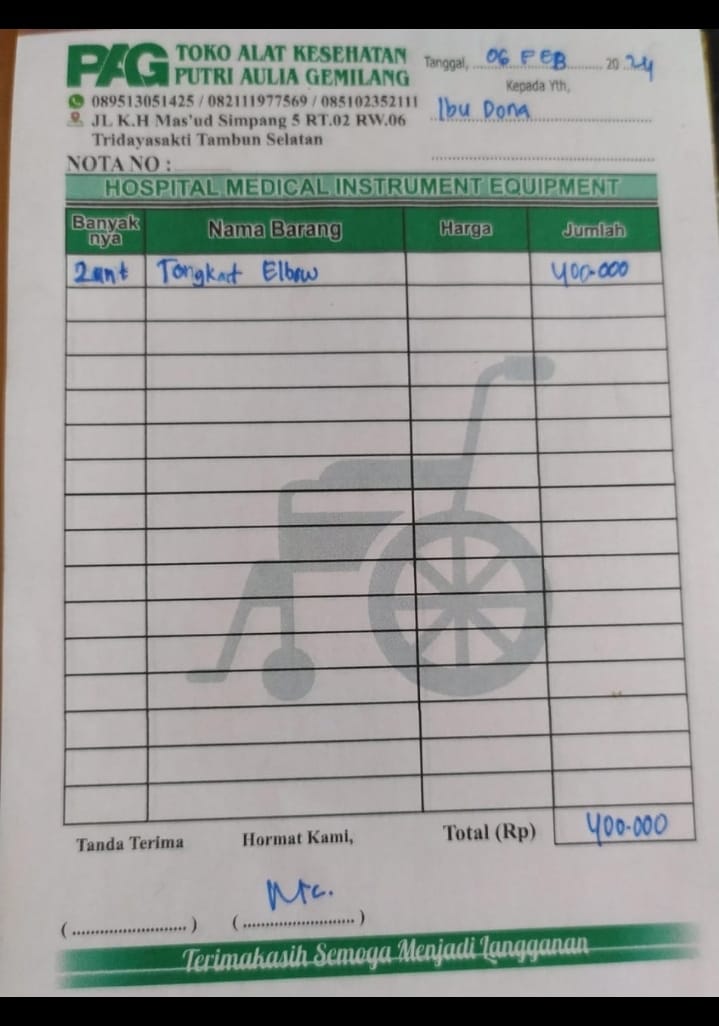 PAG TOKO ALAT KESEHATAN
PUTRI AULIA GEMILANG
089513051425 / 082111977569 / 085102352111
JL K.H Mas'ud Simpang 5 RT.02 RW.06
Tridayasakti Tambun Selatan
Tanggal, 06 FEB 20 24
Kepada Yth,
Ibu Dona
NOTA NO :
HOSPITAL MEDICAL INSTRUMENT EQUIPMENT
Banyak nya Nama Barang Harga Jumlah
2unt Tongkat Elbow 400.000
Tanda Terima Hormat Kami, Total (Rp) 400.000
(........................) (........................)
Terimakasih Semoga Menjadi Langganan